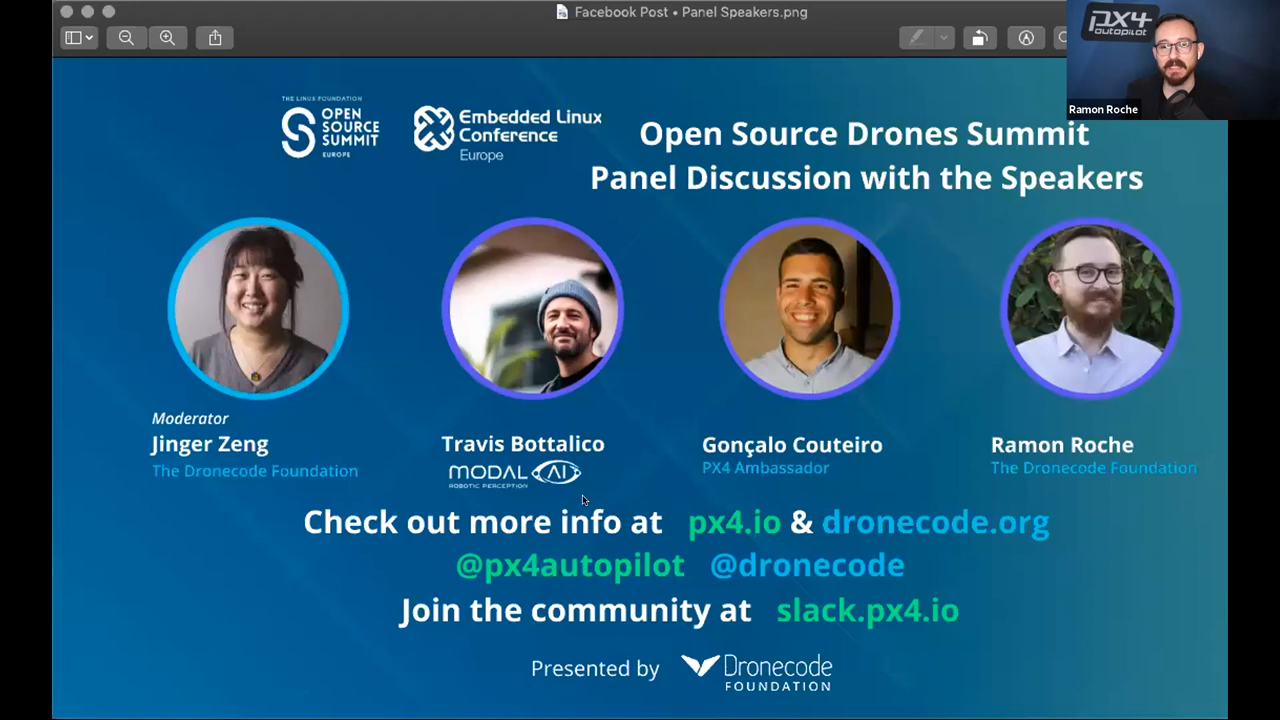 Facebook Post • Panel Speakers.png
px4
autopilot
Ramon Roche
THE LINUX FOUNDATION
OPEN
SOURCE
SUMMIT
EUROPE
Embedded Linux
Conference
Europe
Open Source Drones Summit
Panel Discussion with the Speakers
Moderator
Jinger Zeng
The Dronecode Foundation
Travis Bottalico
MODAL AI
ROBOTIC PERCEPTION
Gonçalo Couteiro
PX4 Ambassador
Ramon Roche
The Dronecode Foundation
Check out more info at px4.io & dronecode.org
@px4autopilot @dronecode
Join the community at slack.px4.io
Presented by Dronecode
FOUNDATION